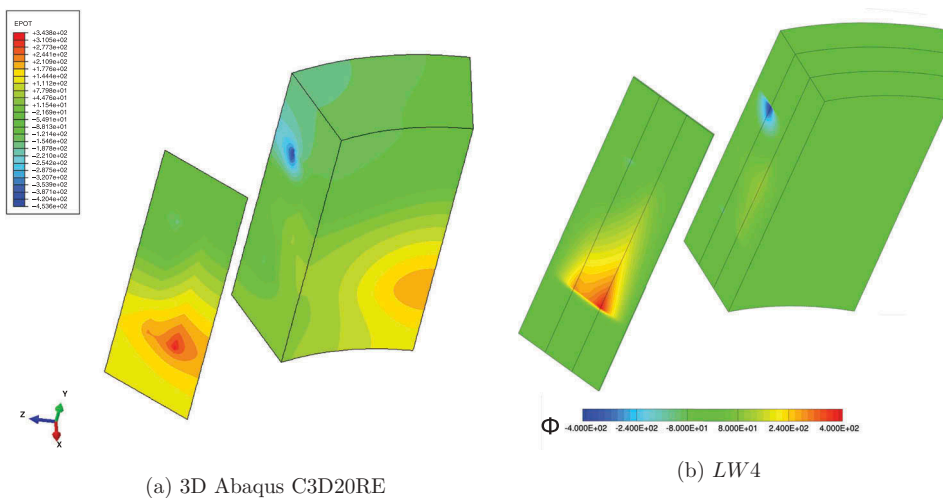 EPOT
+3.438e+02
+3.105e+02
+2.773e+02
+2.441e+02
+2.109e+02
+1.776e+02
+1.444e+02
+1.112e+02
+7.798e+01
+4.476e+01
+1.154e+01
−2.169e+01
−5.491e+01
−8.813e+01
−1.214e+02
−1.546e+02
−1.878e+02
−2.210e+02
−2.542e+02
−2.875e+02
−3.207e+02
−3.539e+02
−3.871e+02
−4.204e+02
−4.536e+02
Y
Z
X
Φ
-4.000E+02 -2.400E+02 -8.000E+01 8.000E+01 2.400E+02 4.000E+02
(a) 3D Abaqus C3D20RE
(b) LW4